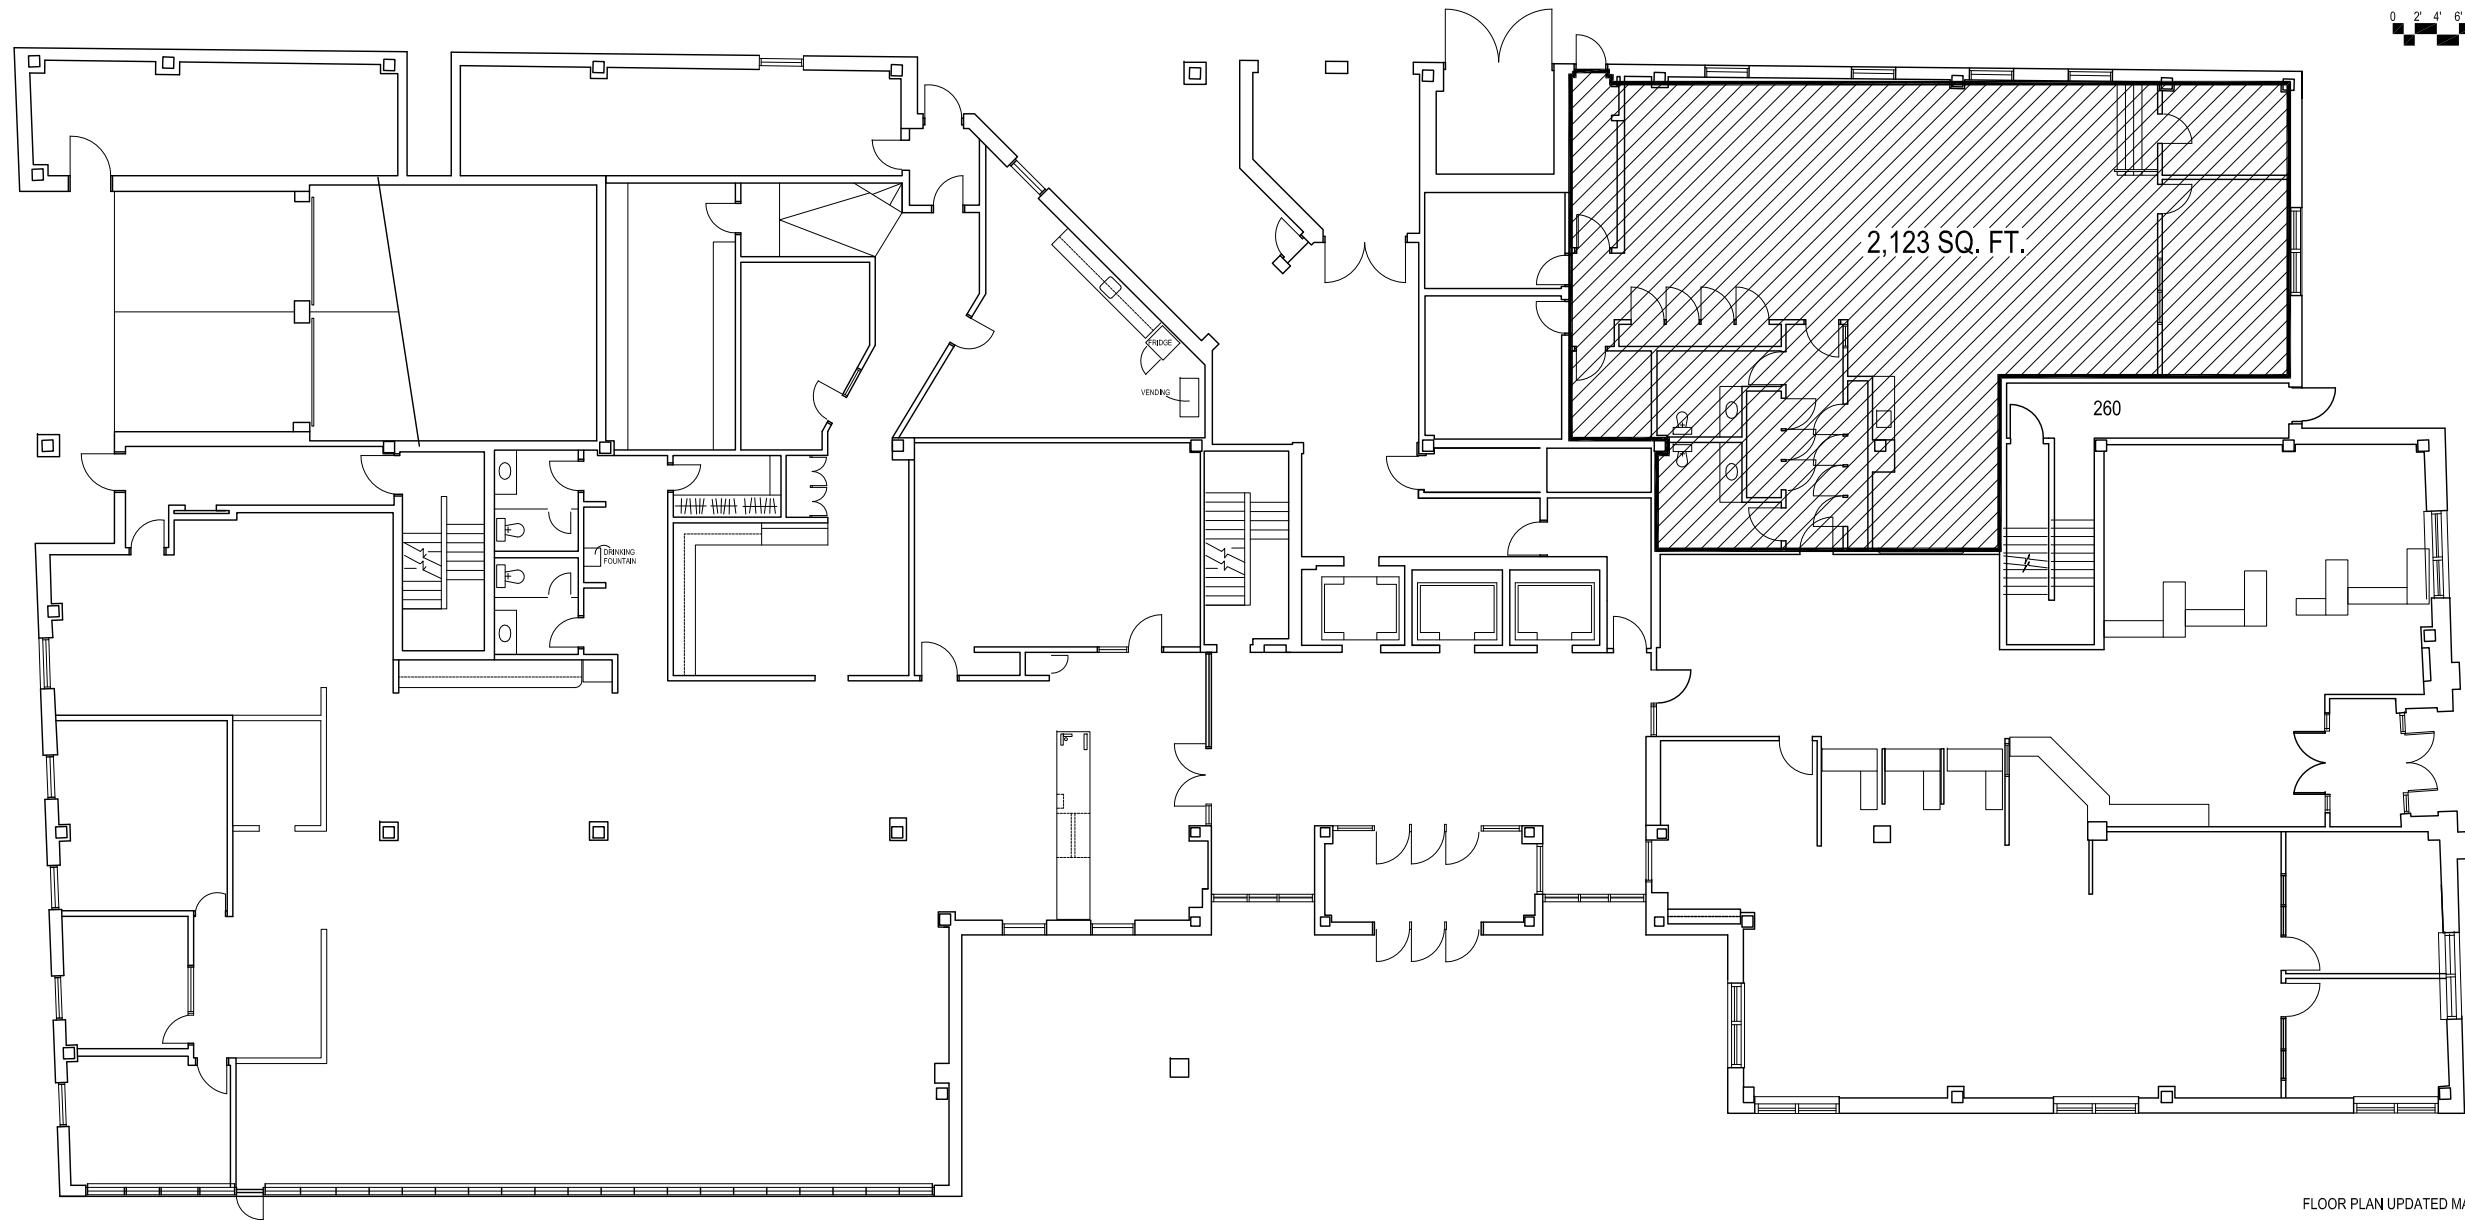 0 2' 4' 6'
2,123 SQ. FT.
FRIDGE
VENDING
260
DRINKING
FOUNTAIN
FLOOR PLAN UPDATED